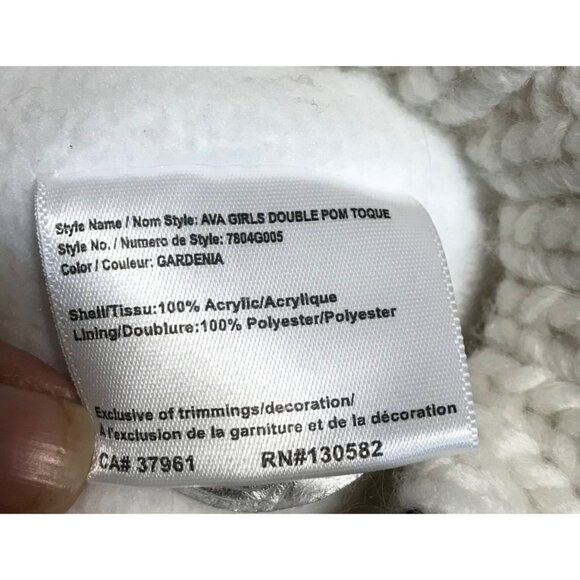 Style Name / Nom Style: AVA GIRLS DOUBLE POM TOQUE
Style No. / Numero de Style: 7804G005
Color / Couleur: GARDENIA
Shell/Tissu:100% Acrylic/Acrylique
Lining/Doublure:100% Polyester/Polyester
Exclusive of trimmings/decoration/
A l'exclusion de la garniture et de la décoration
CA# 37961 RN#130582